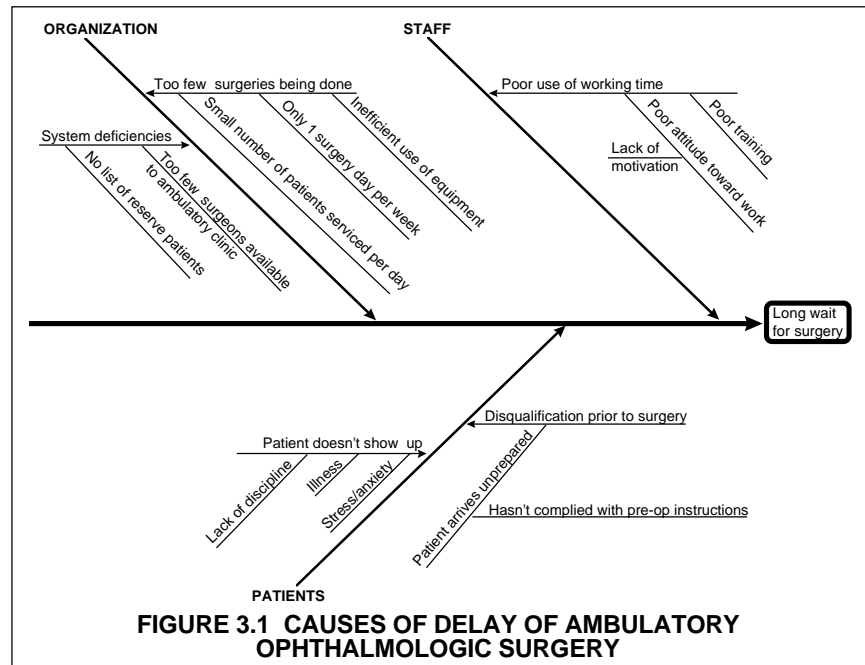 ORGANIZATION
STAFF
Too few surgeries being done
Poor use of working time
System deficiencies
No list of reserve patients
Too few surgeons available
to ambulatory clinic
Small number of patients serviced per day
Only 1 surgery day per week
Inefficient use of equipment
Lack of
motivation
Poor attitude toward work
Poor training
Long wait
for surgery
Patient doesn't show up
Lack of discipline
Illness
Stress/anxiety
Disqualification prior to surgery
Patient arrives unprepared
Hasn't complied with pre-op instructions
PATIENTS
FIGURE 3.1 CAUSES OF DELAY OF AMBULATORY
OPHTHALMOLOGIC SURGERY